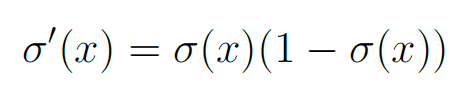 σ′(x) = σ(x)(1 − σ(x))